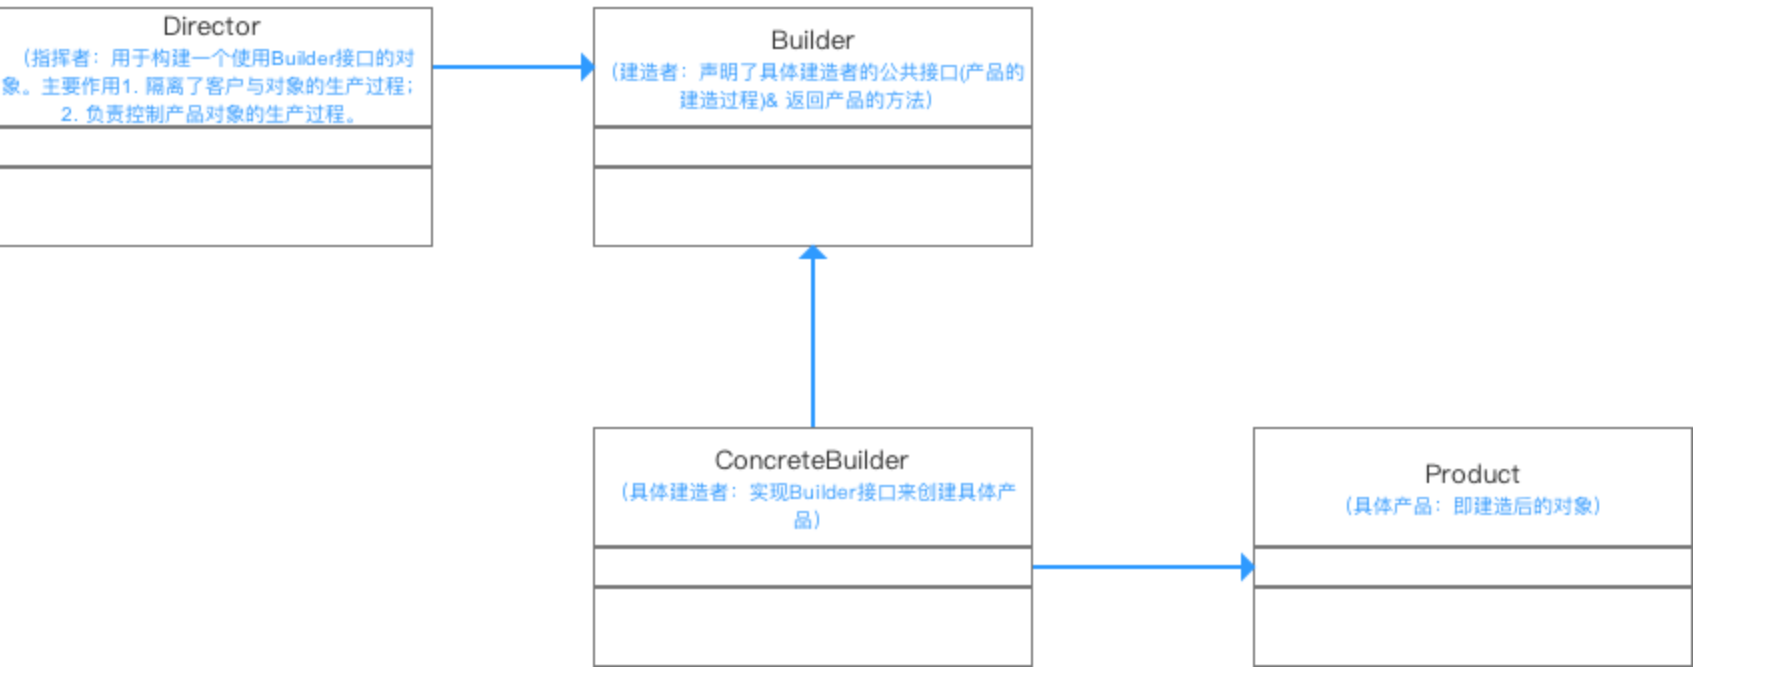 Director
（指挥者：用于构建一个使用Builder接口的对
象。主要作用1. 隔离了客户与对象的生产过程；
2. 负责控制产品对象的生产过程。
Builder
（建造者：声明了具体建造者的公共接口(产品的
建造过程)& 返回产品的方法）
ConcreteBuilder
（具体建造者：实现Builder接口来创建具体产
品）
Product
（具体产品：即建造后的对象）